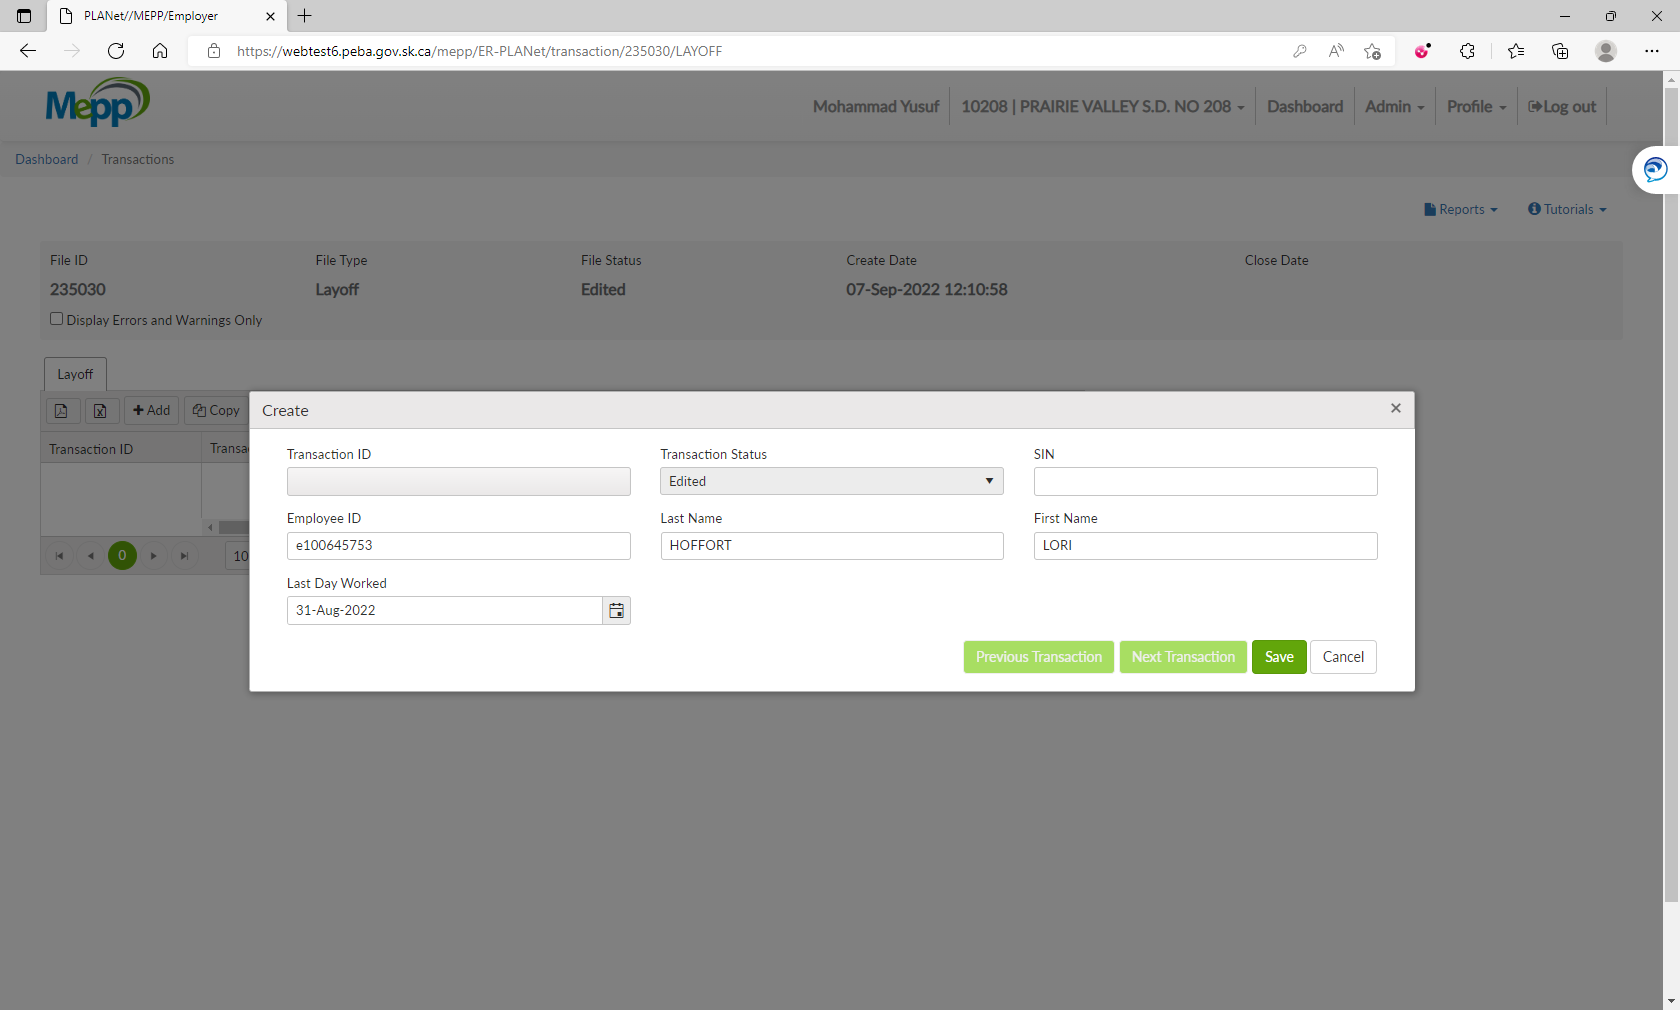 PLANet//MEPP/Employer
https://webtest6.peba.gov.sk.ca/mepp/ER-PLANet/transaction/235030/LAYOFF
Mepp
Mohammad Yusuf
10208 | PRAIRIE VALLEY S.D. NO 208
Dashboard
Admin
Profile
Log out
Dashboard / Transactions
Reports
Tutorials
File ID
File Type
File Status
Create Date
Close Date
235030
Layoff
Edited
07-Sep-2022 12:10:58
Display Errors and Warnings Only
Layoff
Add
Copy
Transaction ID
Transa
0
10
Create
Transaction ID
Transaction Status
SIN
Edited
Employee ID
Last Name
First Name
e100645753
HOFFORT
LORI
Last Day Worked
31-Aug-2022
Previous Transaction
Next Transaction
Save
Cancel